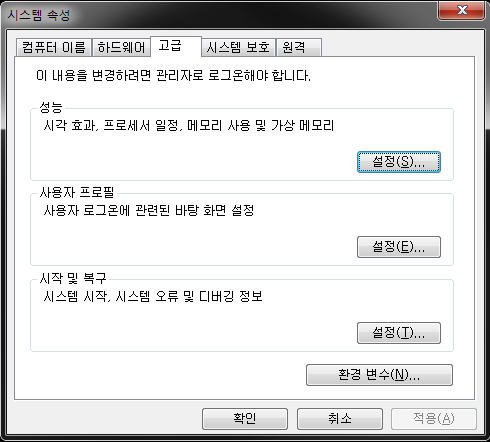 시스템 속성
컴퓨터 이름 하드웨어 고급 시스템 보호 원격
이 내용을 변경하려면 관리자로 로그온해야 합니다.
성능
시각 효과, 프로세서 일정, 메모리 사용 및 가상 메모리
설정(S)...
사용자 프로필
사용자 로그온에 관련된 바탕 화면 설정
설정(E)...
시작 및 복구
시스템 시작, 시스템 오류 및 디버깅 정보
설정(T)...
환경 변수(N)...
확인 취소 적용(A)